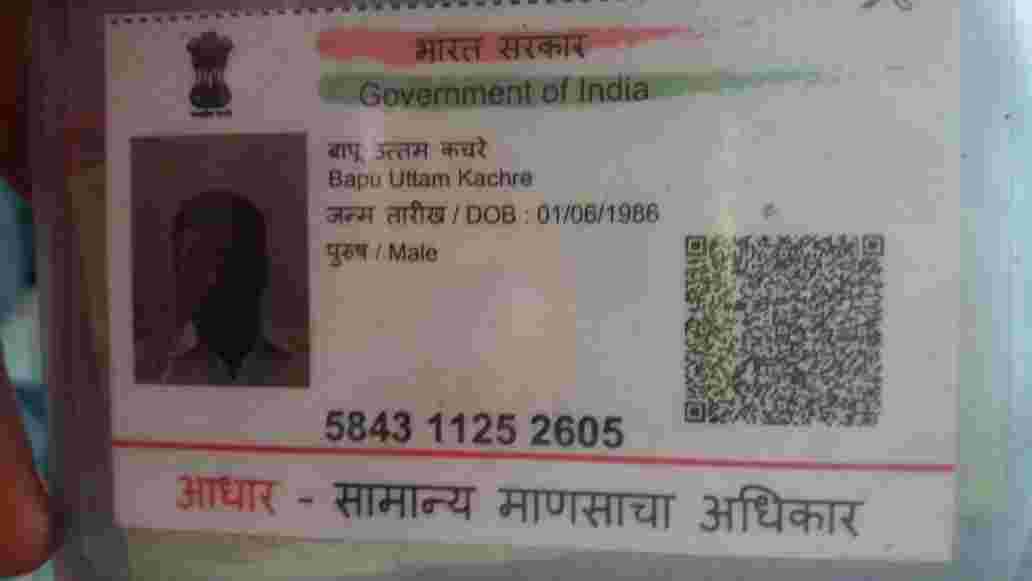 भारत सरकार
Government of India
बापू उत्तम कचरे
Bapu Uttam Kachre
जन्म तारीख / DOB : 01/06/1986
पुरुष / Male
5843 1125 2605
आधार - सामान्य माणसाचा अधिकार